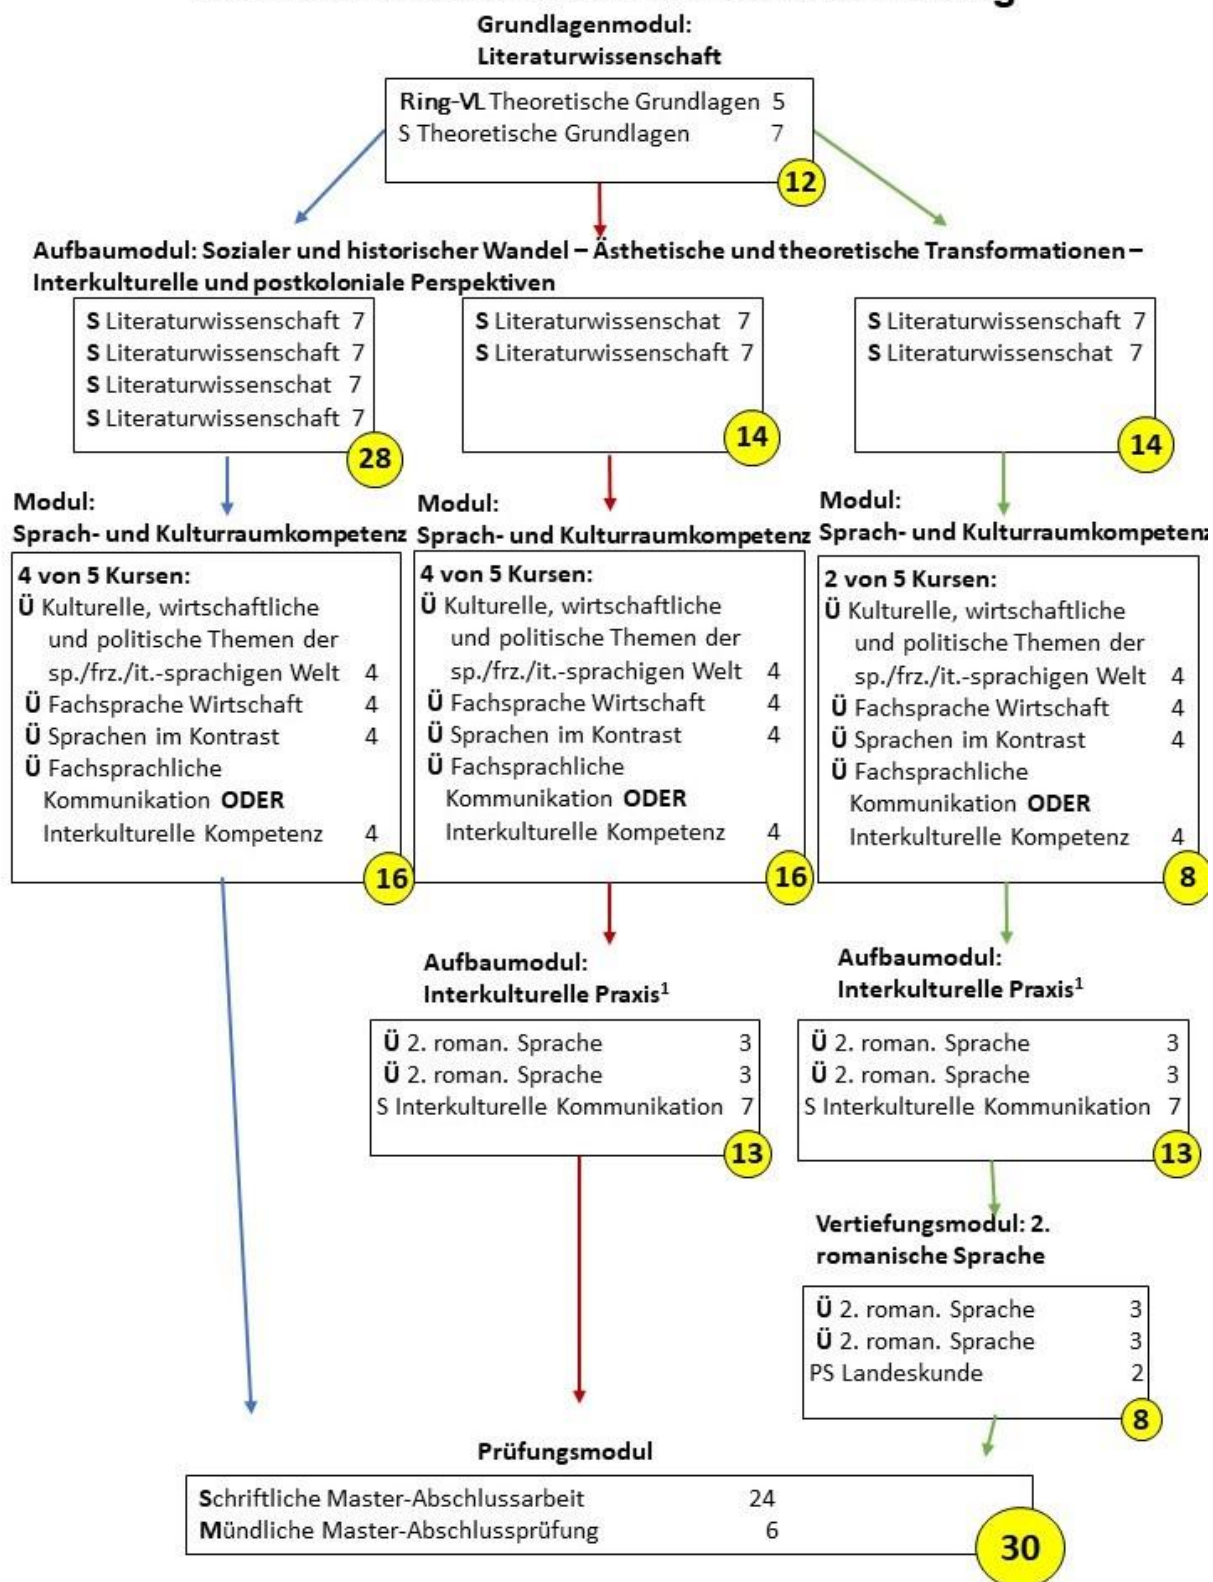 Grundlagenmodul:
Literaturwissenschaft
Ring-VL Theoretische Grundlagen 5
S Theoretische Grundlagen 7
12
Aufbaumodul: Sozialer und historischer Wandel – Ästhetische und theoretische Transformationen –
Interkulturelle und postkoloniale Perspektiven
S Literaturwissenschaft 7
S Literaturwissenschaft 7
S Literaturwissenschat 7
S Literaturwissenschaft 7
28
S Literaturwissenschat 7
S Literaturwissenschaft 7
14
S Literaturwissenschaft 7
S Literaturwissenschat 7
14
Modul:
Sprach- und Kulturraumkompetenz
4 von 5 Kursen:
Ü Kulturelle, wirtschaftliche
und politische Themen der
sp./frz./it.-sprachigen Welt 4
Ü Fachsprache Wirtschaft 4
Ü Sprachen im Kontrast 4
Ü Fachsprachliche
Kommunikation ODER
Interkulturelle Kompetenz 4
16
Modul:
Sprach- und Kulturraumkompetenz
4 von 5 Kursen:
Ü Kulturelle, wirtschaftliche
und politische Themen der
sp./frz./it.-sprachigen Welt 4
Ü Fachsprache Wirtschaft 4
Ü Sprachen im Kontrast 4
Ü Fachsprachliche
Kommunikation ODER
Interkulturelle Kompetenz 4
16
Modul:
Sprach- und Kulturraumkompetenz
2 von 5 Kursen:
Ü Kulturelle, wirtschaftliche
und politische Themen der
sp./frz./it.-sprachigen Welt 4
Ü Fachsprache Wirtschaft 4
Ü Sprachen im Kontrast 4
Ü Fachsprachliche
Kommunikation ODER
Interkulturelle Kompetenz 4
8
Aufbaumodul:
Interkulturelle Praxis¹
Ü 2. roman. Sprache 3
Ü 2. roman. Sprache 3
S Interkulturelle Kommunikation 7
13
Aufbaumodul:
Interkulturelle Praxis¹
Ü 2. roman. Sprache 3
Ü 2. roman. Sprache 3
S Interkulturelle Kommunikation 7
13
Vertiefungsmodul: 2.
romanische Sprache
Ü 2. roman. Sprache 3
Ü 2. roman. Sprache 3
PS Landeskunde 2
8
Prüfungsmodul
Schriftliche Master-Abschlussarbeit 24
Mündliche Master-Abschlussprüfung 6
30